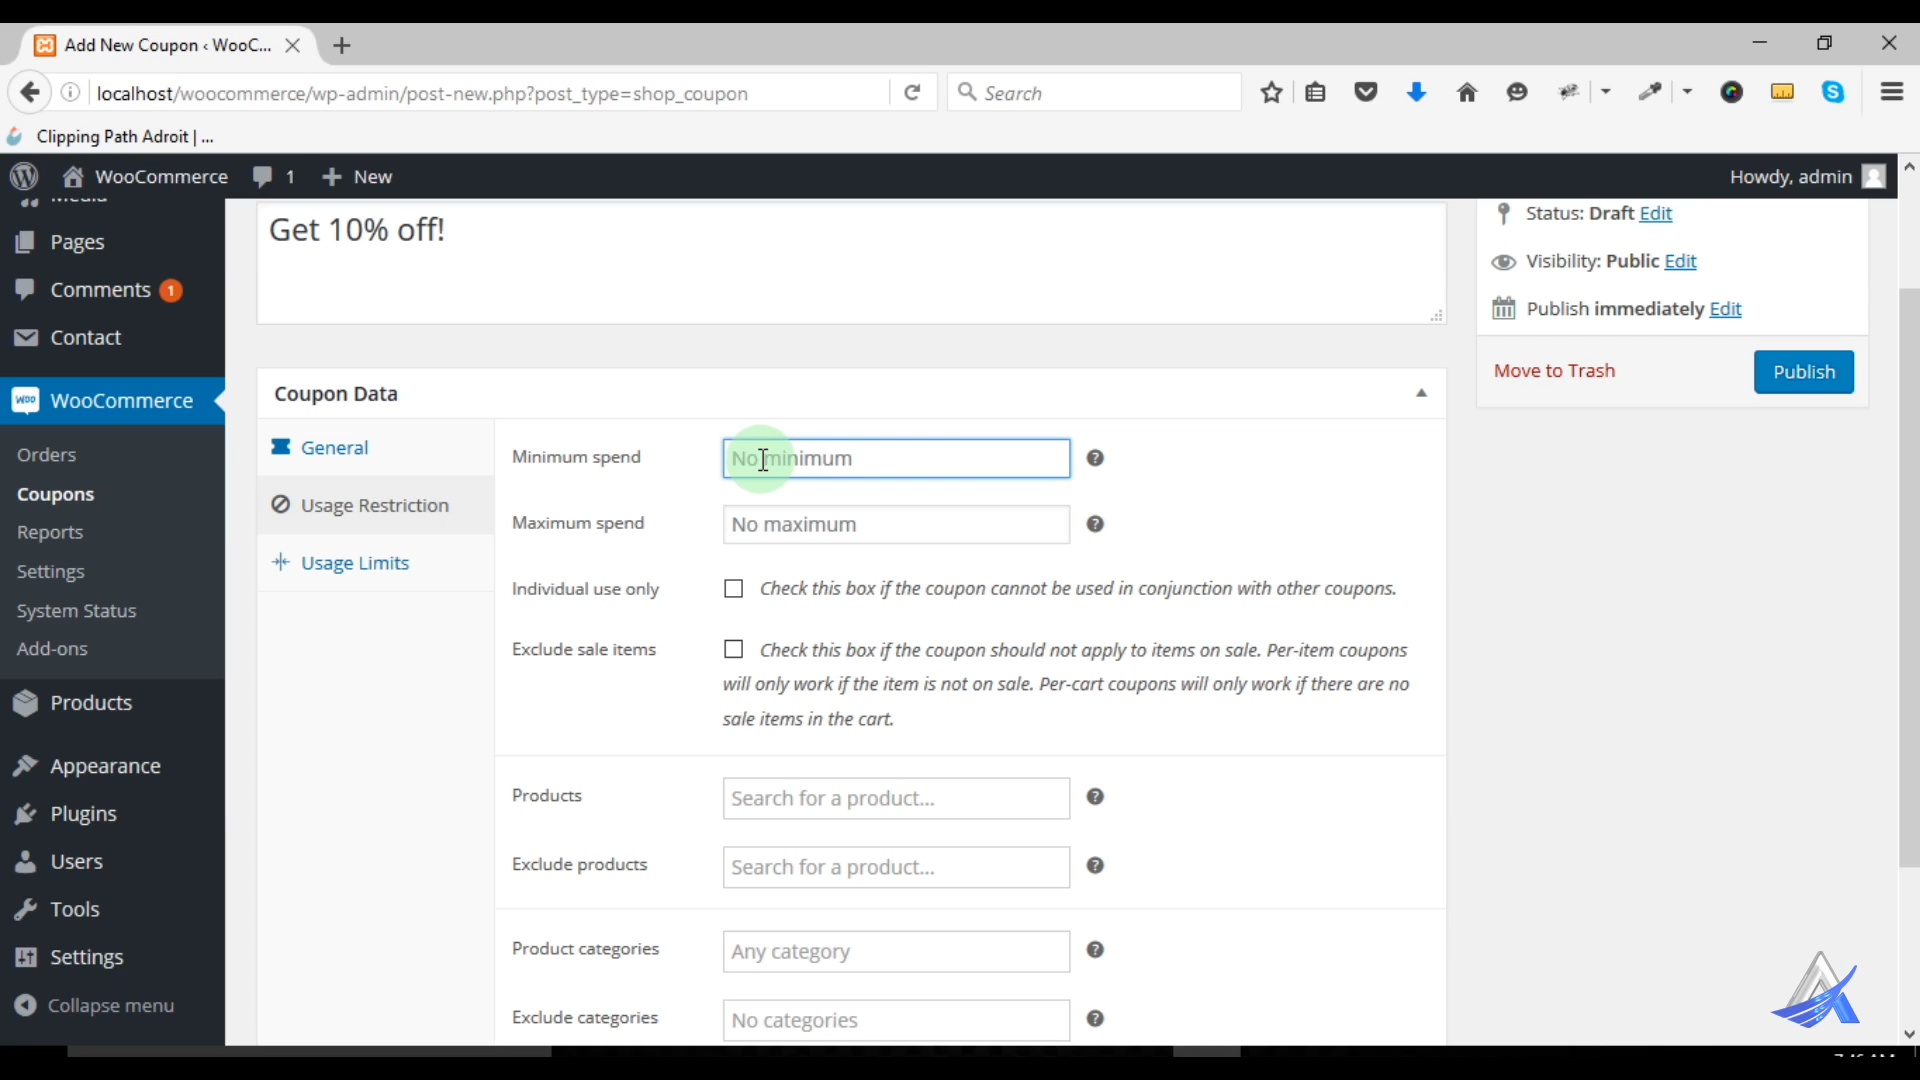 Add New Coupon ‹ WooC...
localhost/woocommerce/wp-admin/post-new.php?post_type=shop_coupon
Search
Clipping Path Adroit | ...
WooCommerce
1
New
Howdy, admin
Media
Pages
Comments 1
Contact
WooCommerce
Orders
Coupons
Reports
Settings
System Status
Add-ons
Products
Appearance
Plugins
Users
Tools
Settings
Collapse menu
Get 10% off!
Status: Draft Edit
Visibility: Public Edit
Publish immediately Edit
Move to Trash
Publish
Coupon Data
General
Usage Restriction
Usage Limits
Minimum spend
No minimum
Maximum spend
No maximum
Individual use only
Check this box if the coupon cannot be used in conjunction with other coupons.
Exclude sale items
Check this box if the coupon should not apply to items on sale. Per-item coupons
will only work if the item is not on sale. Per-cart coupons will only work if there are no
sale items in the cart.
Products
Search for a product...
Exclude products
Search for a product...
Product categories
Any category
Exclude categories
No categories